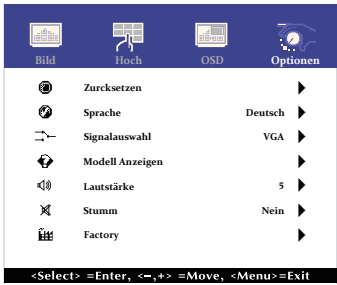 Bild Hoch OSD Optionen
Zurcksetzen
Sprache Deutsch
Signalauswahl VGA
Modell Anzeigen
Lautstärke 5
Stumm Nein
Factory
<Select> =Enter, <−,+> =Move, <Menu>=Exit